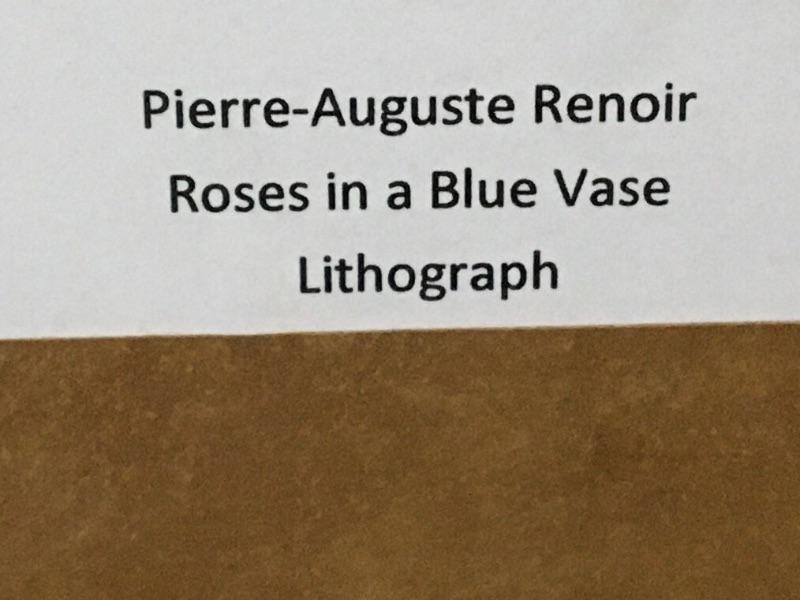 Pierre-Auguste Renoir
Roses in a Blue Vase
Lithograph